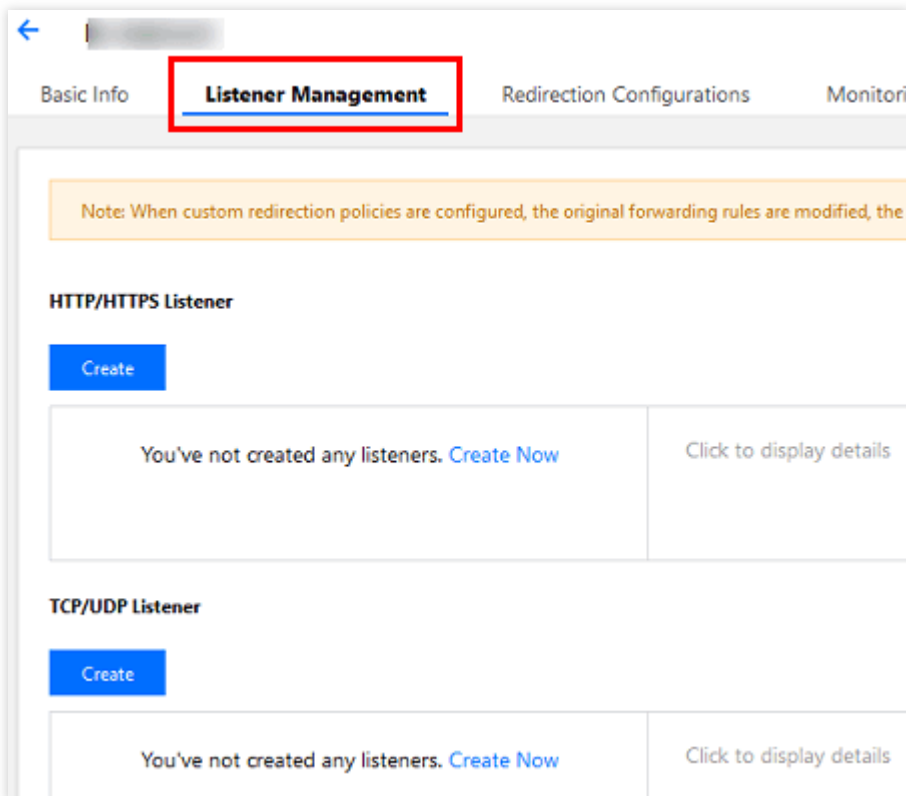 Basic Info Listener Management Redirection Configurations Monitori
Note: When custom redirection policies are configured, the original forwarding rules are modified, the
HTTP/HTTPS Listener
Create
You've not created any listeners. Create Now Click to display details
TCP/UDP Listener
Create
You've not created any listeners. Create Now Click to display details